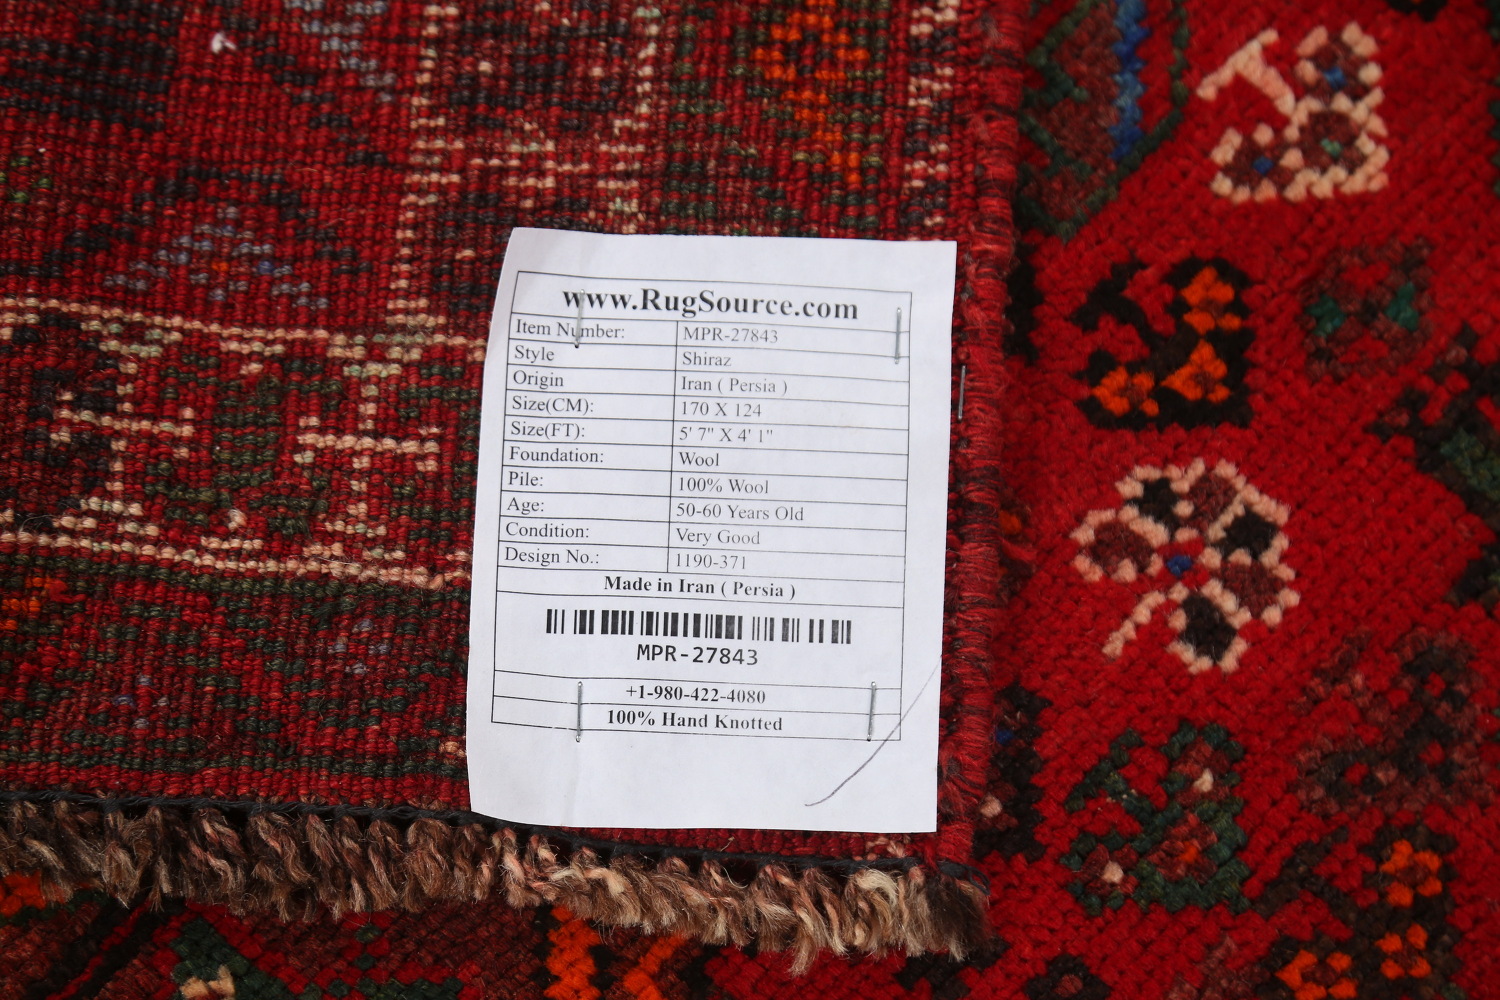 www.RugSource.com
Item Number: MPR-27843
Style Shiraz
Origin Iran ( Persia )
Size(CM): 170 X 124
Size(FT): 5' 7" X 4' 1"
Foundation: Wool
Pile: 100% Wool
Age: 50-60 Years Old
Condition: Very Good
Design No.: 1190-371
Made in Iran ( Persia )
MPR-27843
+1-980-422-4080
100% Hand Knotted